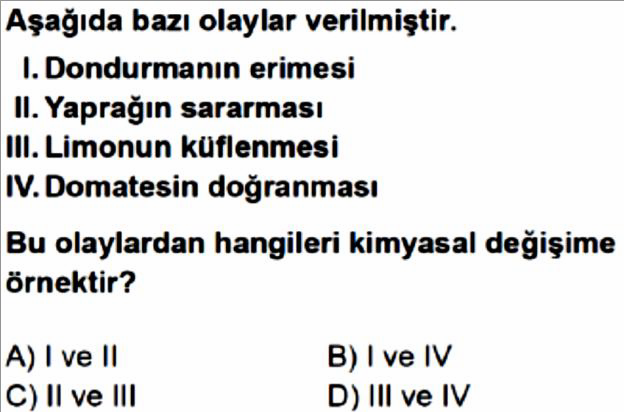 Aşağıda bazı olaylar verilmiştir.
I. Dondurmanın erimesi
II. Yaprağın sararması
III. Limonun küflenmesi
IV. Domatesin doğranması
Bu olaylardan hangileri kimyasal değişime
örnektir?
A) I ve II B) I ve IV
C) II ve III D) III ve IV